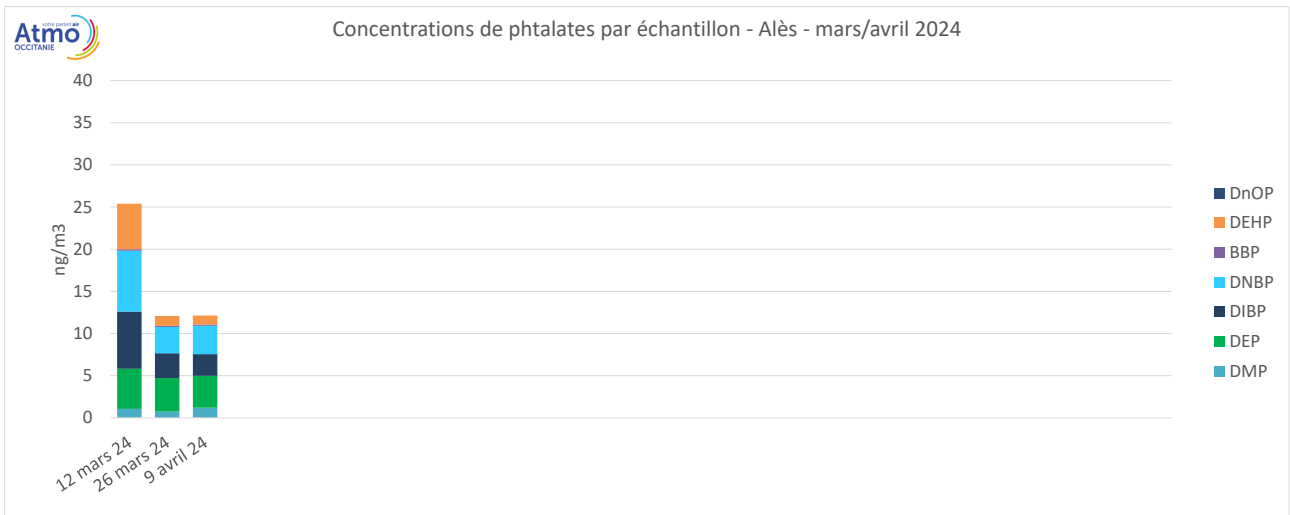 votre parten'air
Atmo
OCCITANIE
Concentrations de phtalates par échantillon - Alès - mars/avril 2024
40
35
30
25
20
15
10
5
0
ng/m3
12 mars 24
26 mars 24
9 avril 24
DnOP
DEHP
BBP
DNBP
DIBP
DEP
DMP